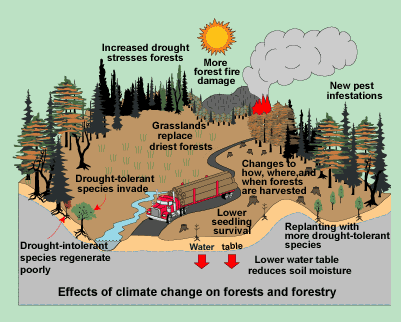 Increased drought
stresses forests
More
forest fire
damage
New pest
infestations
Grasslands
replace
driest forests
Changes to
how, where,and
when forests
are harvested
Drought-tolerant
species invade
Lower
seedling
survival
Replanting with
more drought-tolerant
species
Drought-intolerant
species regenerate
poorly
Water table
Lower water table
reduces soil moisture
Effects of climate change on forests and forestry